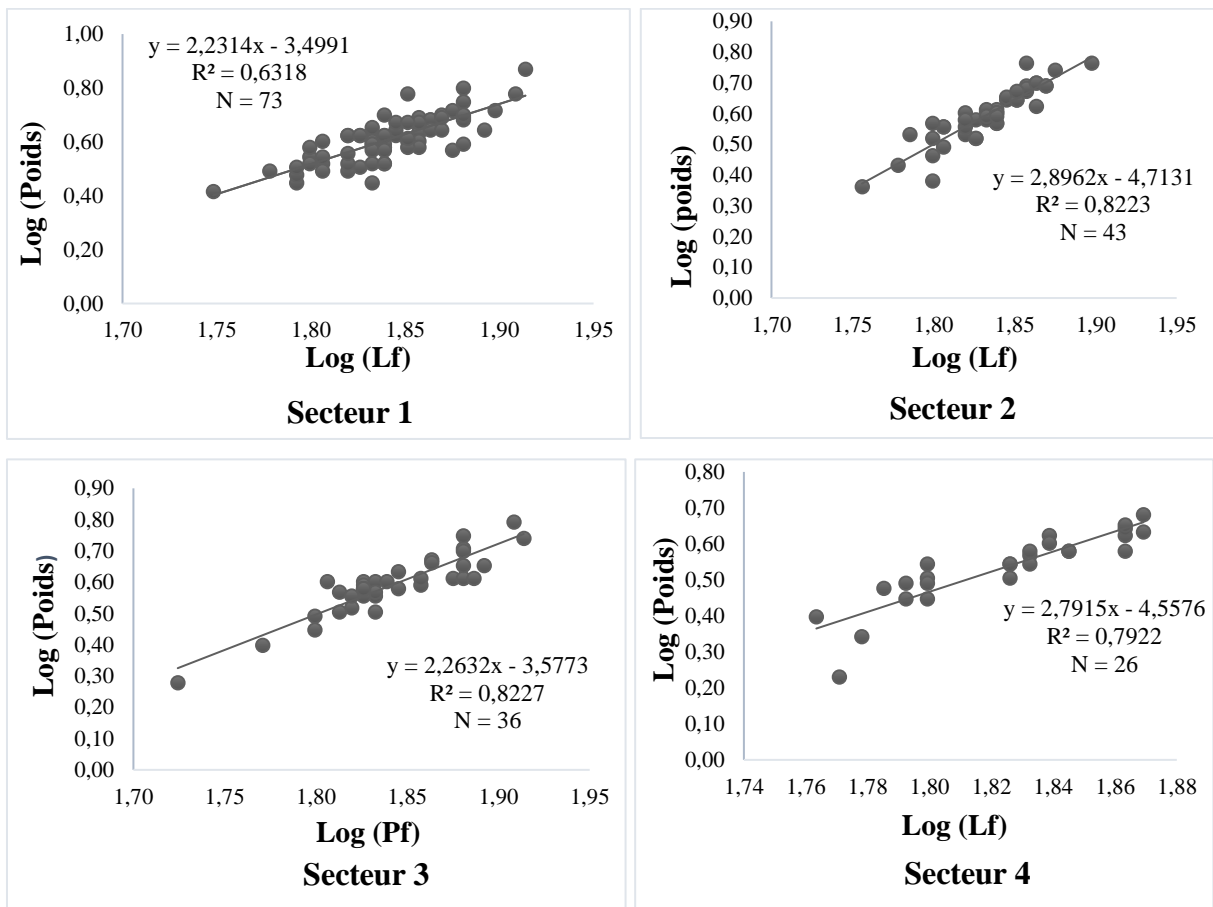 y = 2,2314x - 3,4991
R² = 0,6318
N = 73
1,00
0,80
0,60
0,40
0,20
0,00
Log (Poids)
1,70 1,75 1,80 1,85 1,90 1,95
Log (Lf)
Secteur 1
0,90
0,80
0,70
0,60
0,50
0,40
0,30
0,20
0,10
0,00
Log (poids)
y = 2,8962x - 4,7131
R² = 0,8223
N = 43
1,70 1,75 1,80 1,85 1,90 1,95
Log (Lf)
Secteur 2
0,90
0,80
0,70
0,60
0,50
0,40
0,30
0,20
0,10
0,00
Log (Poids)
y = 2,2632x - 3,5773
R² = 0,8227
N = 36
1,70 1,75 1,80 1,85 1,90 1,95
Log (Pf)
Secteur 3
0,80
0,70
0,60
0,50
0,40
0,30
0,20
0,10
0,00
Log (Poids)
y = 2,7915x - 4,5576
R² = 0,7922
N = 26
1,74 1,76 1,78 1,80 1,82 1,84 1,86 1,88
Log (Lf)
Secteur 4